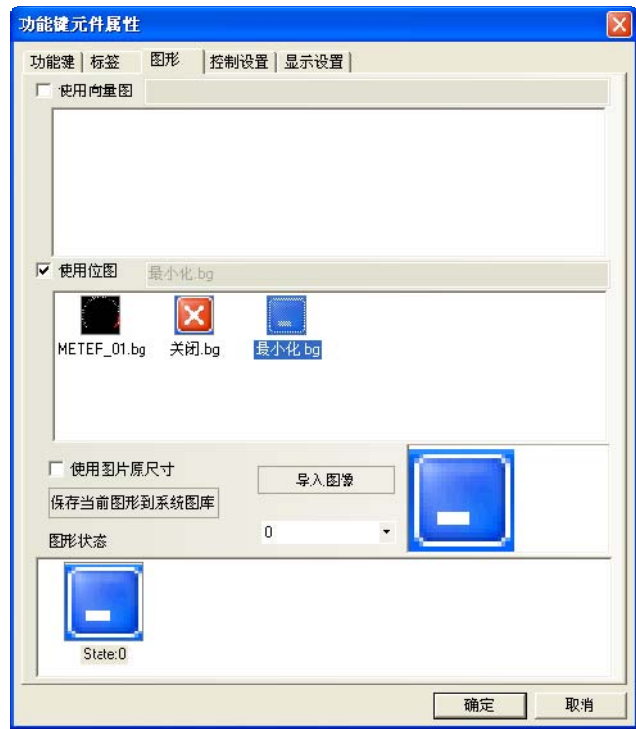 功能键元件属性
功能键 标签 图形 控制设置 显示设置
使用向量图
使用位图 最小化.bg
METEF_01.bg 关闭.bg 最小化.bg
使用图片原尺寸
导入图像
保存当前图形到系统图库
图形状态 0
State:0
确定 取消